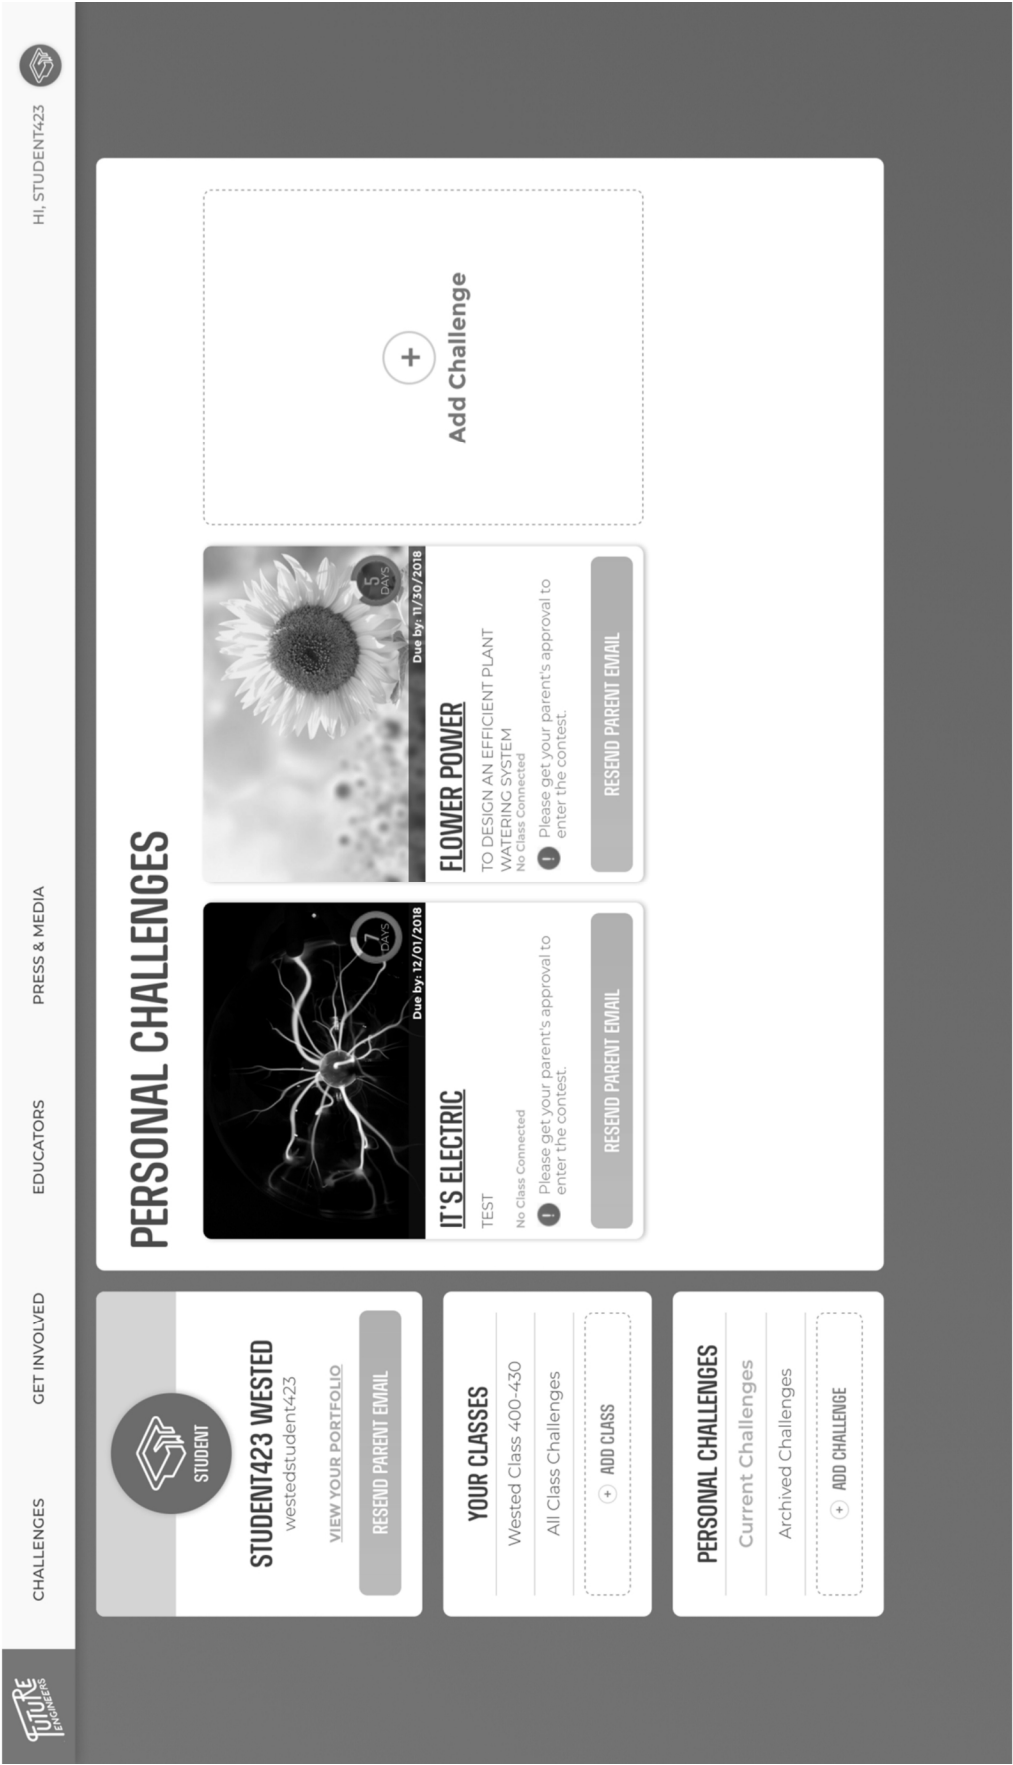 FUTURE
ENGINEERS
CHALLENGES
GET INVOLVED
EDUCATORS
PRESS & MEDIA
HI, STUDENT423
STUDENT
STUDENT423 WESTED
westedstudent423
VIEW YOUR PORTFOLIO
RESEND PARENT EMAIL
YOUR CLASSES
Wested Class 400-430
All Class Challenges
+ ADD CLASS
PERSONAL CHALLENGES
Current Challenges
Archived Challenges
+ ADD CHALLENGE
PERSONAL CHALLENGES
7
DAYS
Due by: 12/01/2018
IT'S ELECTRIC
TEST
No Class Connected
! Please get your parent's approval to
enter the contest.
RESEND PARENT EMAIL
5
DAYS
Due by: 11/30/2018
FLOWER POWER
TO DESIGN AN EFFICIENT PLANT
WATERING SYSTEM
No Class Connected
! Please get your parent's approval to
enter the contest.
RESEND PARENT EMAIL
+
Add Challenge